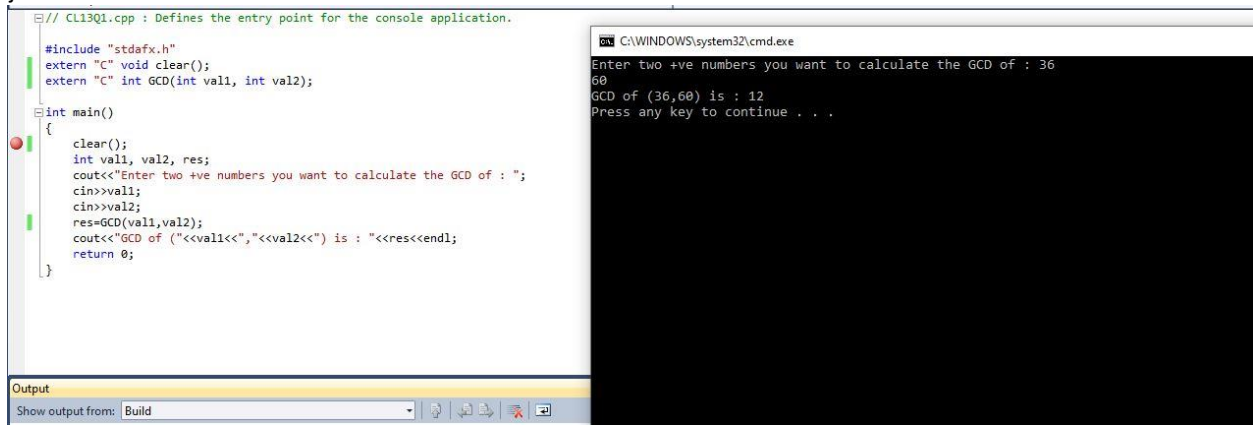 // CL13Q1.cpp : Defines the entry point for the console application.
#include "stdafx.h"
extern "C" void clear();
extern "C" int GCD(int val1, int val2);
int main()
{
clear();
int val1, val2, res;
cout<<"Enter two +ve numbers you want to calculate the GCD of : ";
cin>>val1;
cin>>val2;
res=GCD(val1,val2);
cout<<"GCD of ("<<val1<<","<<val2<<") is : "<<res<<endl;
return 0;
}
Output
Show output from: Build
C:\WINDOWS\system32\cmd.exe
Enter two +ve numbers you want to calculate the GCD of : 36
60
GCD of (36,60) is : 12
Press any key to continue . . .